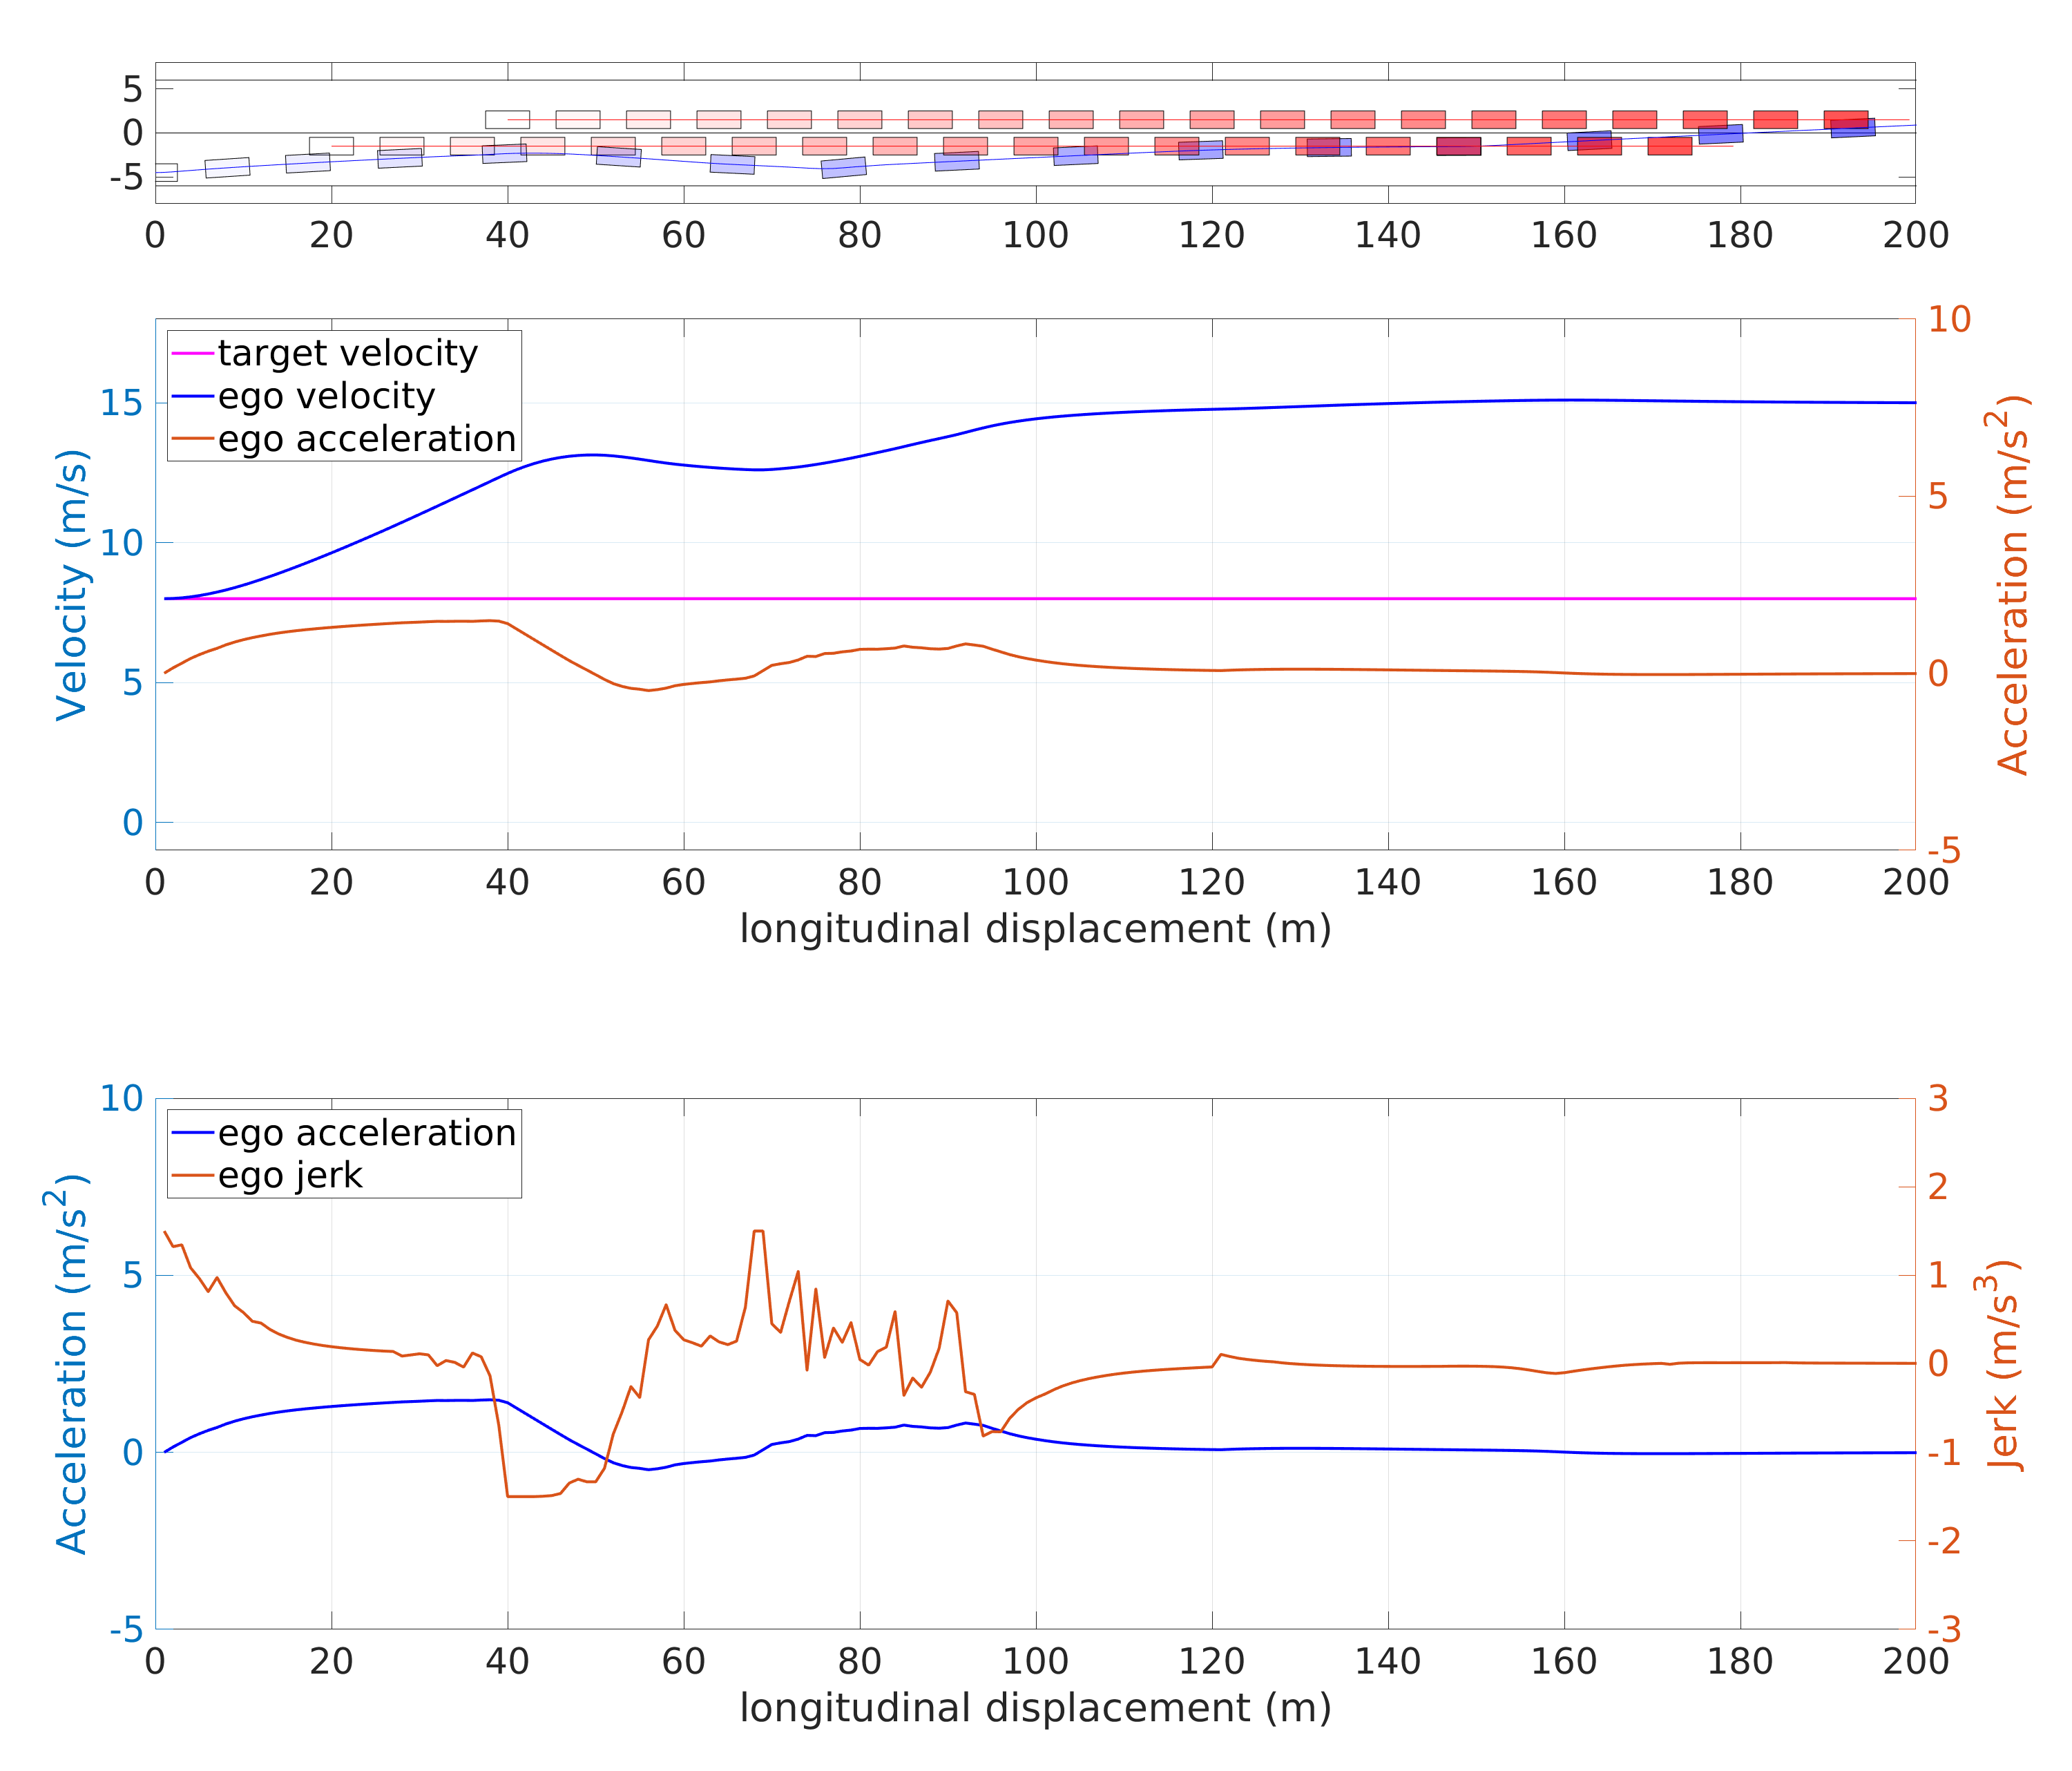 5
0
-5
0 20 40 60 80 100 120 140 160 180 200
target velocity
ego velocity
ego acceleration
Velocity (m/s)
15
10
5
0
Acceleration (m/s²)
10
5
0
-5
0 20 40 60 80 100 120 140 160 180 200
longitudinal displacement (m)
ego acceleration
ego jerk
Acceleration (m/s²)
10
5
0
-5
Jerk (m/s³)
3
2
1
0
-1
-2
-3
0 20 40 60 80 100 120 140 160 180 200
longitudinal displacement (m)